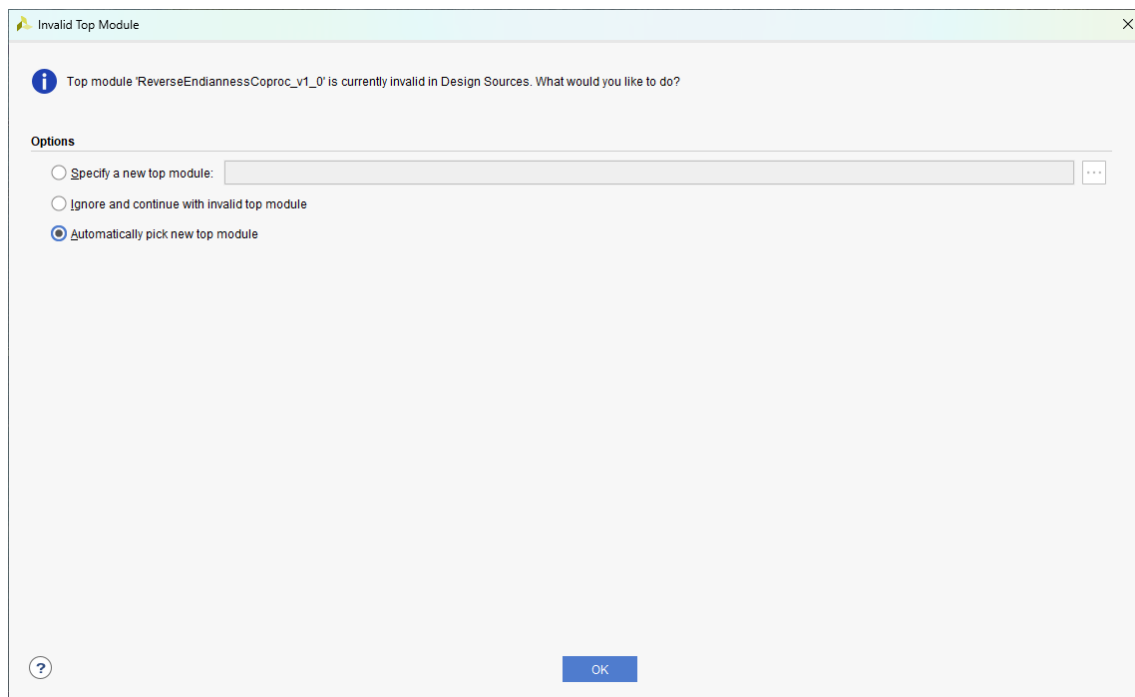 Invalid Top Module
Top module 'ReverseEndiannessCoproc_v1_0' is currently invalid in Design Sources. What would you like to do?
Options
Specify a new top module:
...
Ignore and continue with invalid top module
Automatically pick new top module
?
OK